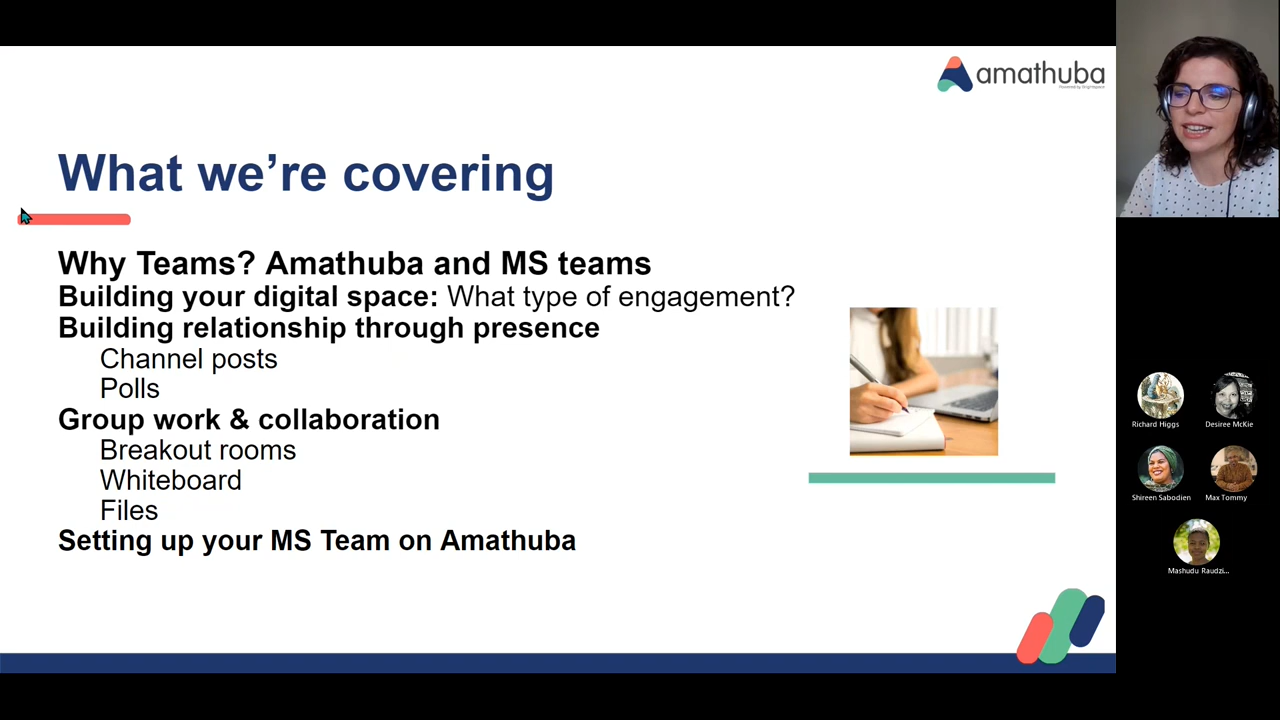 amathuba
Powered by Brightspace
What we're covering
Why Teams? Amathuba and MS teams
Building your digital space: What type of engagement?
Building relationship through presence
Channel posts
Polls
Group work & collaboration
Breakout rooms
Whiteboard
Files
Setting up your MS Team on Amathuba
Richard Higgs
Desiree McKie
Shireen Sabodien
Max Tommy
Mashudu Raudzi...